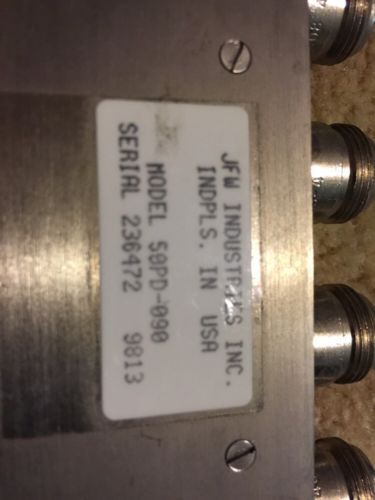 JFW INDUSTRIES INC.
INDPLS. IN USA
MODEL 50PD-090
SERIAL 236472 9813